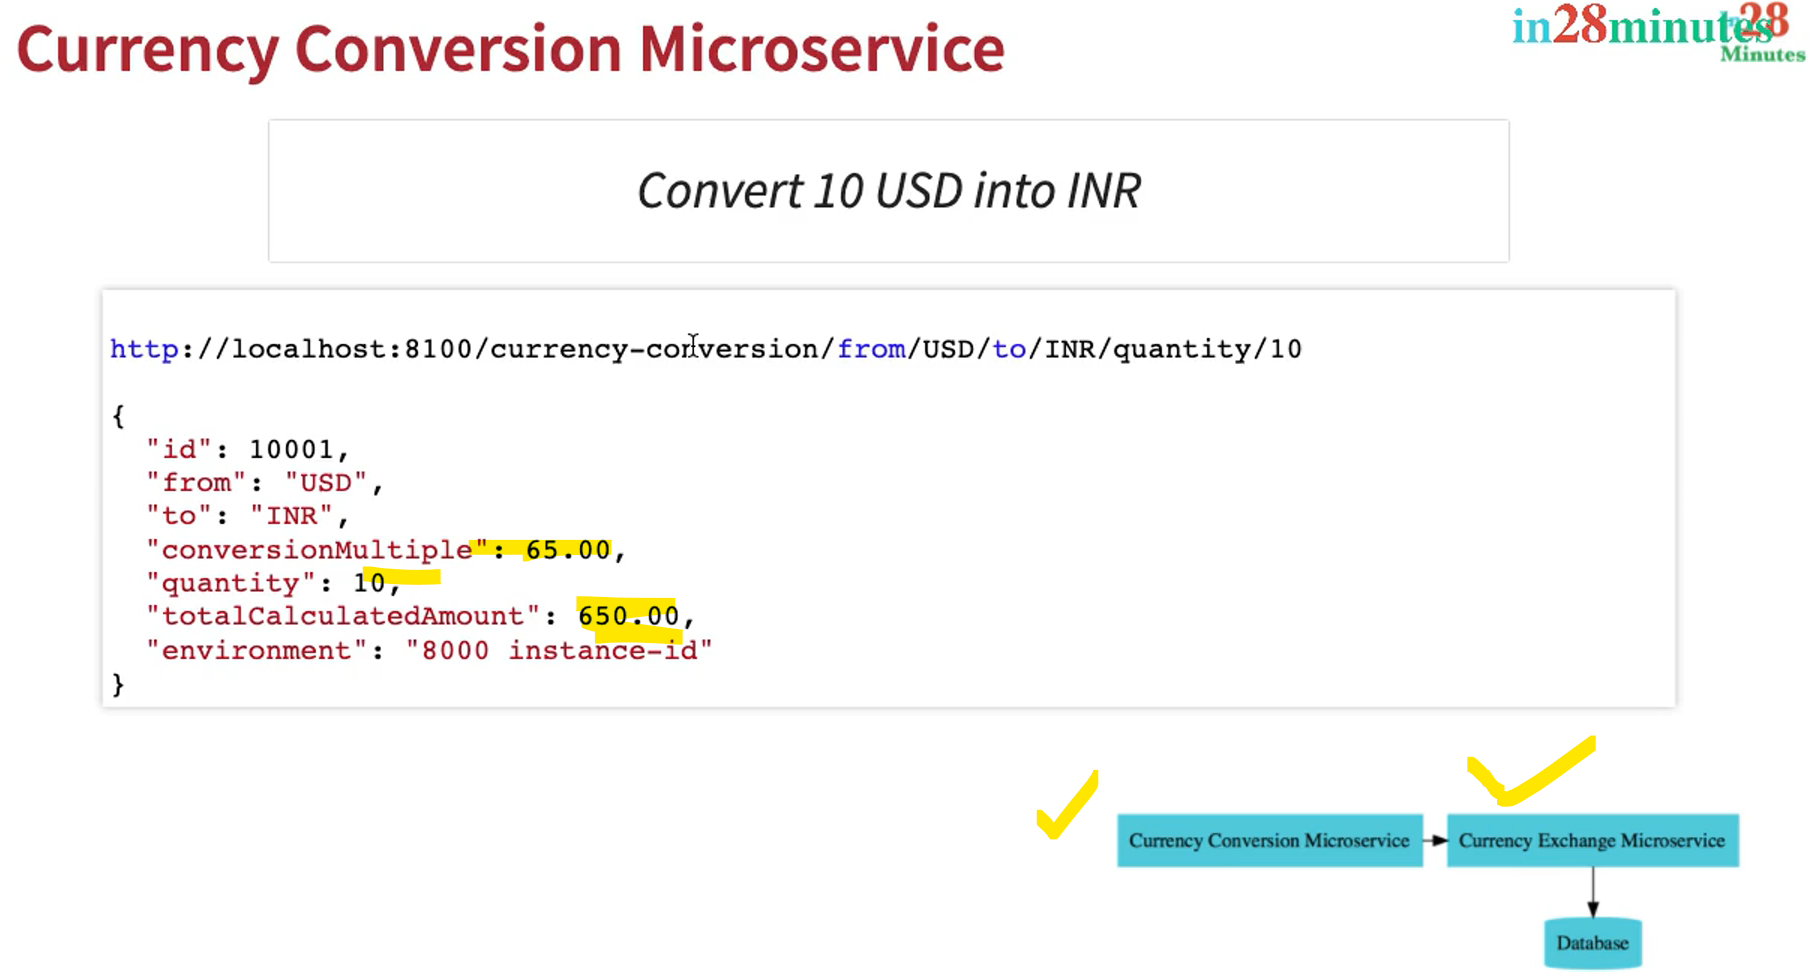 Currency Conversion Microservice
in28minutes
28
Minutes
Convert 10 USD into INR
http://localhost:8100/currency-conversion/from/USD/to/INR/quantity/10
{
"id": 10001,
"from": "USD",
"to": "INR",
"conversionMultiple": 65.00,
"quantity": 10,
"totalCalculatedAmount": 650.00,
"environment": "8000 instance-id"
}
Currency Conversion Microservice
Currency Exchange Microservice
Database